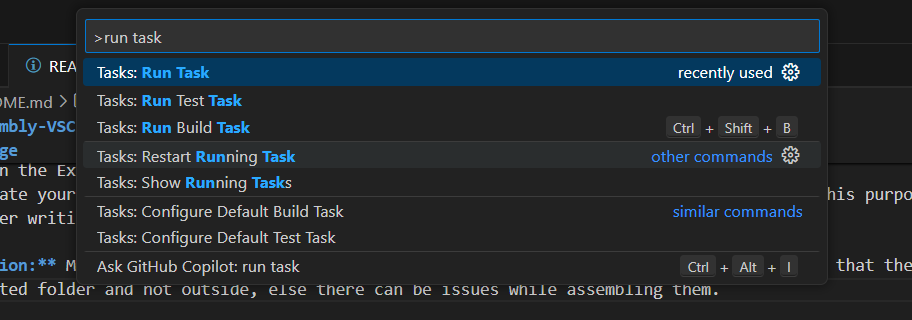 >run task
READ
Tasks: Run Task recently used
OME.md >
Tasks: Run Test Task
mbly-VSC
Tasks: Run Build Task Ctrl + Shift + B
ge
Tasks: Restart Running Task other commands
n the Ex
Tasks: Show Running Tasks
ate your his purpo
Tasks: Configure Default Build Task similar commands
er writi
Tasks: Configure Default Test Task
tion:** M that the
Ask GitHub Copilot: run task Ctrl + Alt + I
ted folder and not outside, else there can be issues while assembling them.